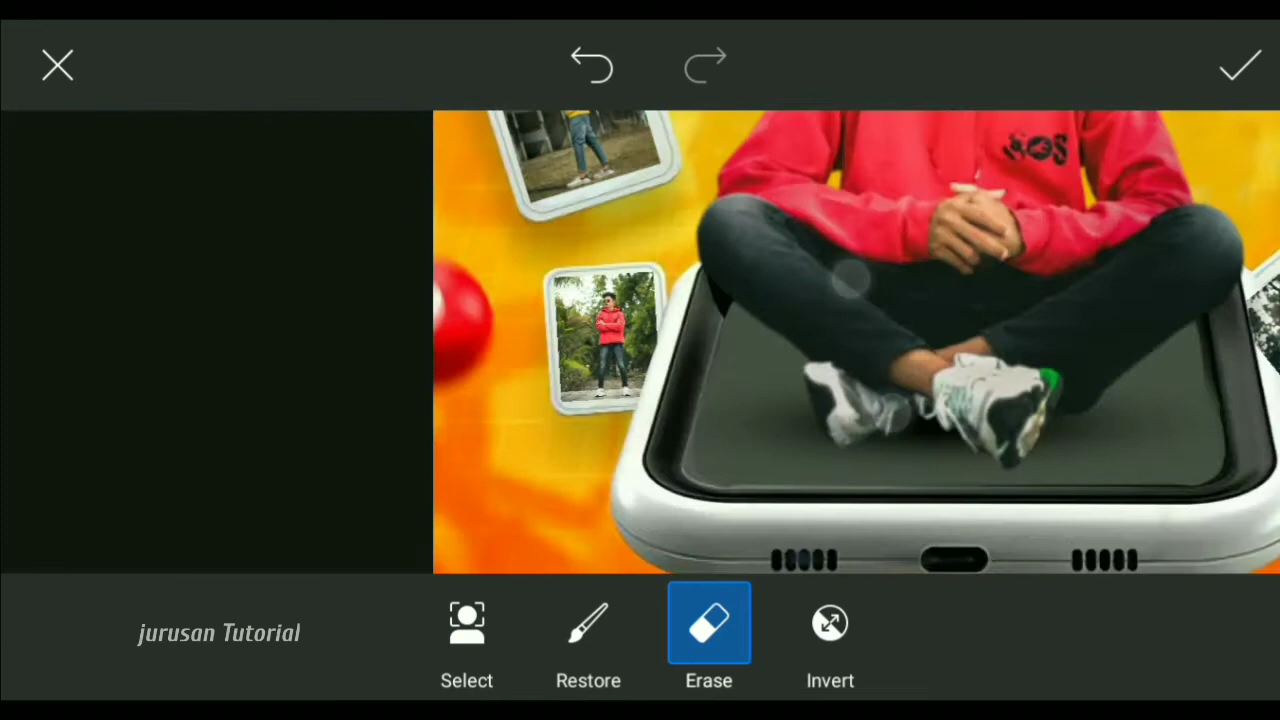 jurusan Tutorial
Select
Restore
Erase
Invert